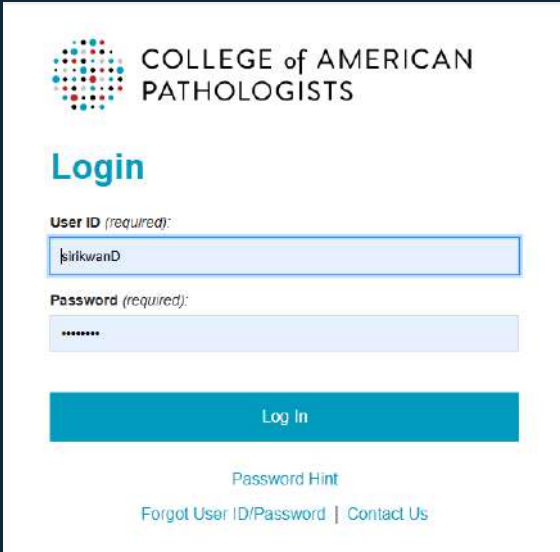 COLLEGE of AMERICAN
PATHOLOGISTS
Login
User ID (required):
sirikwanD
Password (required):
••••••••
Log In
Password Hint
Forgot User ID/Password | Contact Us